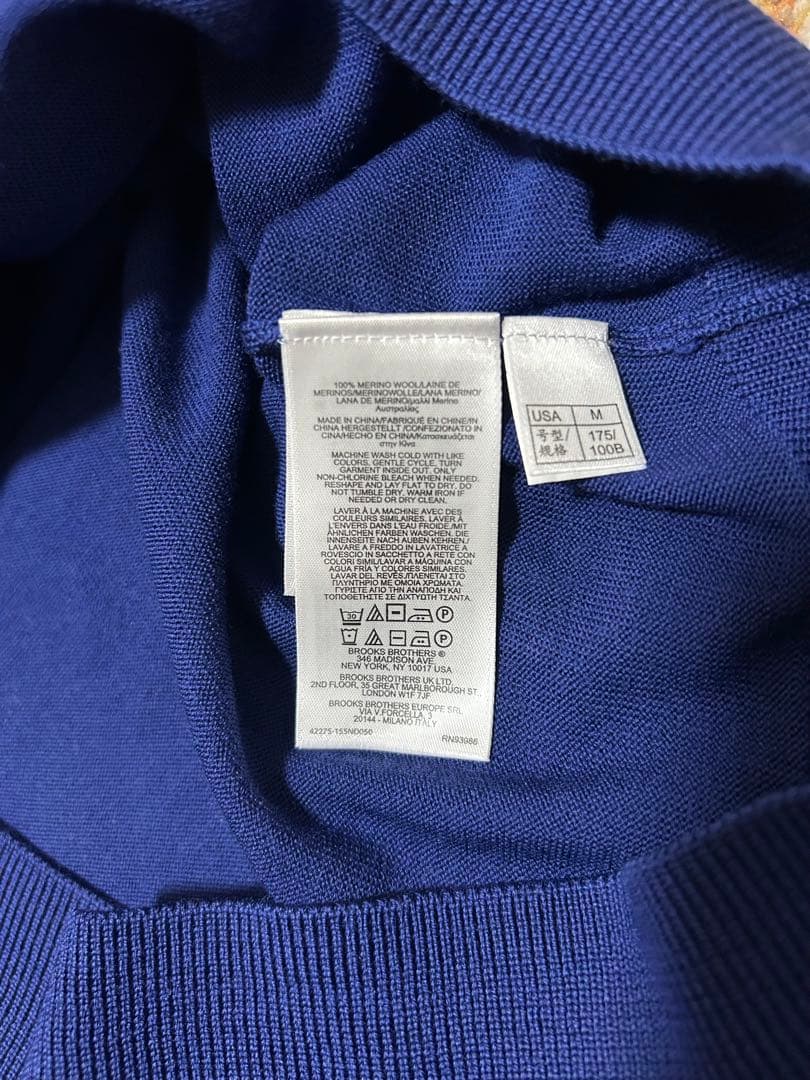 100% MERINO WOOL/LAINE DE
MERINOS/MERINOWOLLE/LANA MERINO/
LANA DE MERINO/μαλλί Merino
Αυστραλίας
MADE IN CHINA/FABRIQUÉ EN CHINE/IN
CHINA HERGESTELLT /CONFEZIONATO IN
CINA/HECHO EN CHINA/Κατασκευάζεται
στην Κίνα
MACHINE WASH COLD WITH LIKE
COLORS, GENTLE CYCLE, TURN
GARMENT INSIDE OUT. ONLY
NON-CHLORINE BLEACH WHEN NEEDED.
RESHAPE AND LAY FLAT TO DRY. DO
NOT TUMBLE DRY. WARM IRON IF
NEEDED OR DRY CLEAN.
LAVER À LA MACHINE AVEC DES
COULEURS SIMILAIRES. LAVER À
L'ENVERS DANS L'EAU FROIDE./MIT
ÄHNLICHEN FARBEN WASCHEN. DIE
INNENSEITE NACH AUßEN KEHREN./
LAVARE A FREDDO IN LAVATRICE A
ROVESCIO IN SACCHETTO A RETE CON
COLORI SIMILI/LAVAR A MÁQUINA CON
AGUA FRÍA Y COLORES SIMILARES.
LAVAR DEL REVÉS./ΠΛΕΝΕΤΑΙ ΣΤΟ
ΠΛΥΝΤΗΡΙΟ ΜΕ ΟΜΟΙΑ ΧΡΩΜΑΤΑ.
ΓΥΡΙΣΤΕ ΑΠΟ ΤΗΝ ΑΝΑΠΟΔΗ ΚΑΙ
ΤΟΠΟΘΕΤΗΣΤΕ ΣΕ ΔΙΧΤΥΩΤΗ ΤΣΑΝΤΑ.
30 P
P
BROOKS BROTHERS ®
346 MADISON AVE.
NEW YORK, NY 10017 USA
BROOKS BROTHERS UK LTD.
2ND FLOOR, 35 GREAT MARLBOROUGH ST.,
LONDON W1F 7JF
BROOKS BROTHERS EUROPE SRL
VIA V.FORCELLA, 3
20144 - MILANO ITALY
42275-155ND050 RN93986
USA M
号型/ 175/
规格 100B